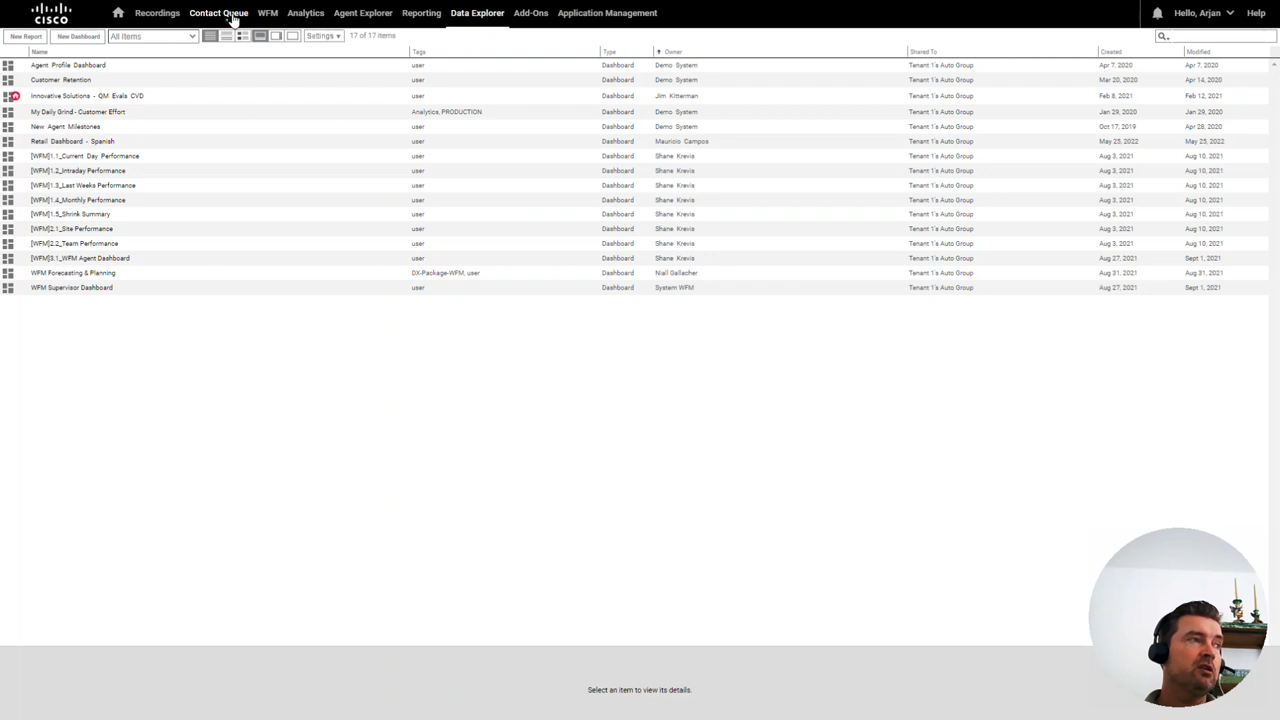 CISCO Recordings Contact Queue WFM Analytics Agent Explorer Reporting Data Explorer Add-Ons Application Management Hello, Arjan Help
New Report New Dashboard All Items Settings 17 of 17 items
Name Tags Type Owner Shared To Created Modified
Agent Profile Dashboard user Dashboard Demo System Tenant 1's Auto Group Apr 7, 2020 Apr 7, 2020
Customer Retention user Dashboard Demo System Tenant 1's Auto Group Mar 20, 2020 Apr 14, 2020
Innovative Solutions - QM Evals CVD user Dashboard Jim Kitterman Tenant 1's Auto Group Feb 8, 2021 Feb 12, 2021
My Daily Grind - Customer Effort Analytics, PRODUCTION Dashboard Demo System Tenant 1's Auto Group Jan 29, 2020 Jan 29, 2020
New Agent Milestones user Dashboard Demo System Tenant 1's Auto Group Oct 17, 2019 Apr 28, 2020
Retail Dashboard - Spanish user Dashboard Mauricio Campos Tenant 1's Auto Group May 25, 2022 May 25, 2022
[WFM]1.1_Current Day Performance user Dashboard Shane Krevis Tenant 1's Auto Group Aug 3, 2021 Aug 10, 2021
[WFM]1.2_Intraday Performance user Dashboard Shane Krevis Tenant 1's Auto Group Aug 3, 2021 Aug 10, 2021
[WFM]1.3_Last Weeks Performance user Dashboard Shane Krevis Tenant 1's Auto Group Aug 3, 2021 Aug 10, 2021
[WFM]1.4_Monthly Performance user Dashboard Shane Krevis Tenant 1's Auto Group Aug 3, 2021 Aug 10, 2021
[WFM]1.5_Shrink Summary user Dashboard Shane Krevis Tenant 1's Auto Group Aug 3, 2021 Aug 10, 2021
[WFM]2.1_Site Performance user Dashboard Shane Krevis Tenant 1's Auto Group Aug 3, 2021 Aug 10, 2021
[WFM]2.2_Team Performance user Dashboard Shane Krevis Tenant 1's Auto Group Aug 3, 2021 Aug 10, 2021
[WFM]3.1_WFM Agent Dashboard user Dashboard Shane Krevis Tenant 1's Auto Group Aug 27, 2021 Sept 1, 2021
WFM Forecasting & Planning DX-Package-WFM, user Dashboard Niall Gallacher Tenant 1's Auto Group Aug 31, 2021 Aug 31, 2021
WFM Supervisor Dashboard user Dashboard System WFM Tenant 1's Auto Group Aug 27, 2021 Sept 1, 2021
Select an item to view its details.